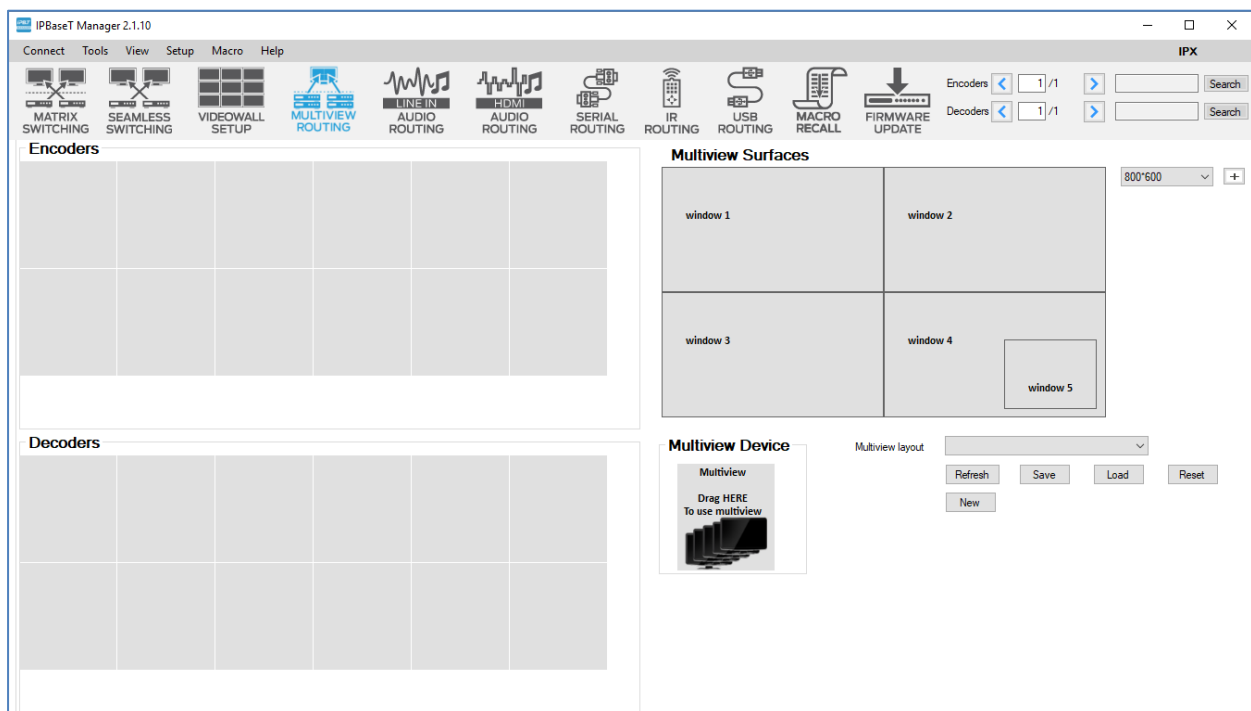 IPBaseT Manager 2.1.10
Connect Tools View Setup Macro Help IPX
MATRIX SWITCHING
SEAMLESS SWITCHING
VIDEOWALL SETUP
MULTIVIEW ROUTING
LINE IN AUDIO ROUTING
HDMI AUDIO ROUTING
SERIAL ROUTING
IR ROUTING
USB ROUTING
MACRO RECALL
FIRMWARE UPDATE
Encoders 1 /1 Search
Decoders 1 /1 Search
Encoders
Multiview Surfaces
800*600 +
window 1
window 2
window 3
window 4
window 5
Decoders
Multiview Device
Multiview
Drag HERE
To use multiview
Multiview layout
Refresh Save Load Reset
New